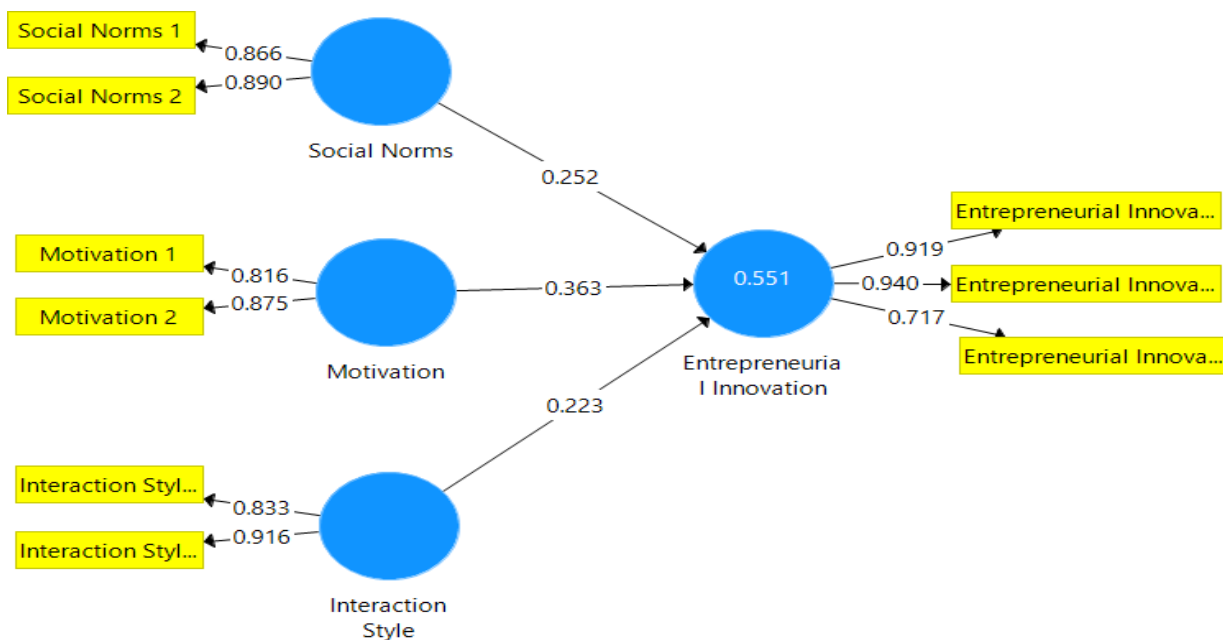 Social Norms 1
0.866
0.890
Social Norms 2
Social Norms
0.252
Motivation 1
0.816
0.875
Motivation 2
Motivation
0.363
Interaction Styl...
0.833
0.916
Interaction Styl...
Interaction
Style
0.223
0.551
Entrepreneuria
l Innovation
Entrepreneurial Innova...
0.919
0.940
Entrepreneurial Innova...
0.717
Entrepreneurial Innova...